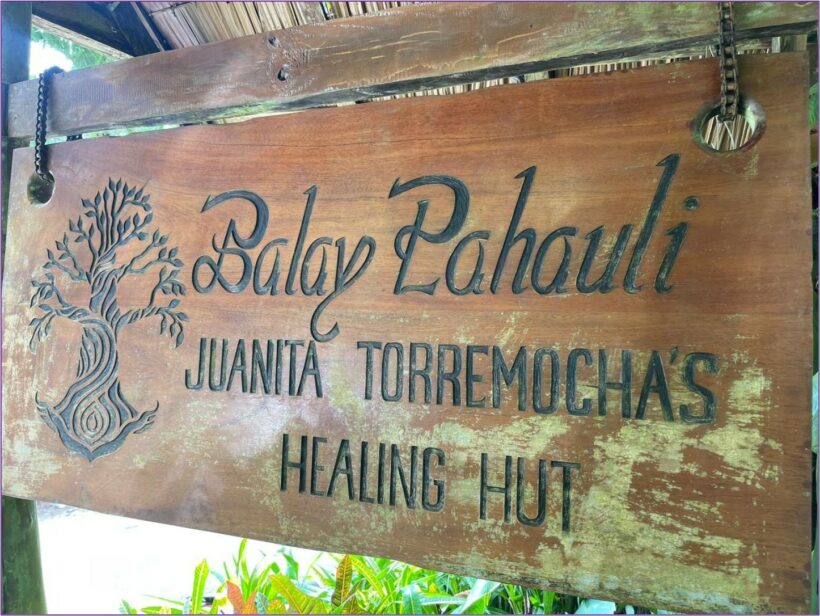 Balay Pahauli
JUANITA TORREMOCHA'S
HEALING HUT